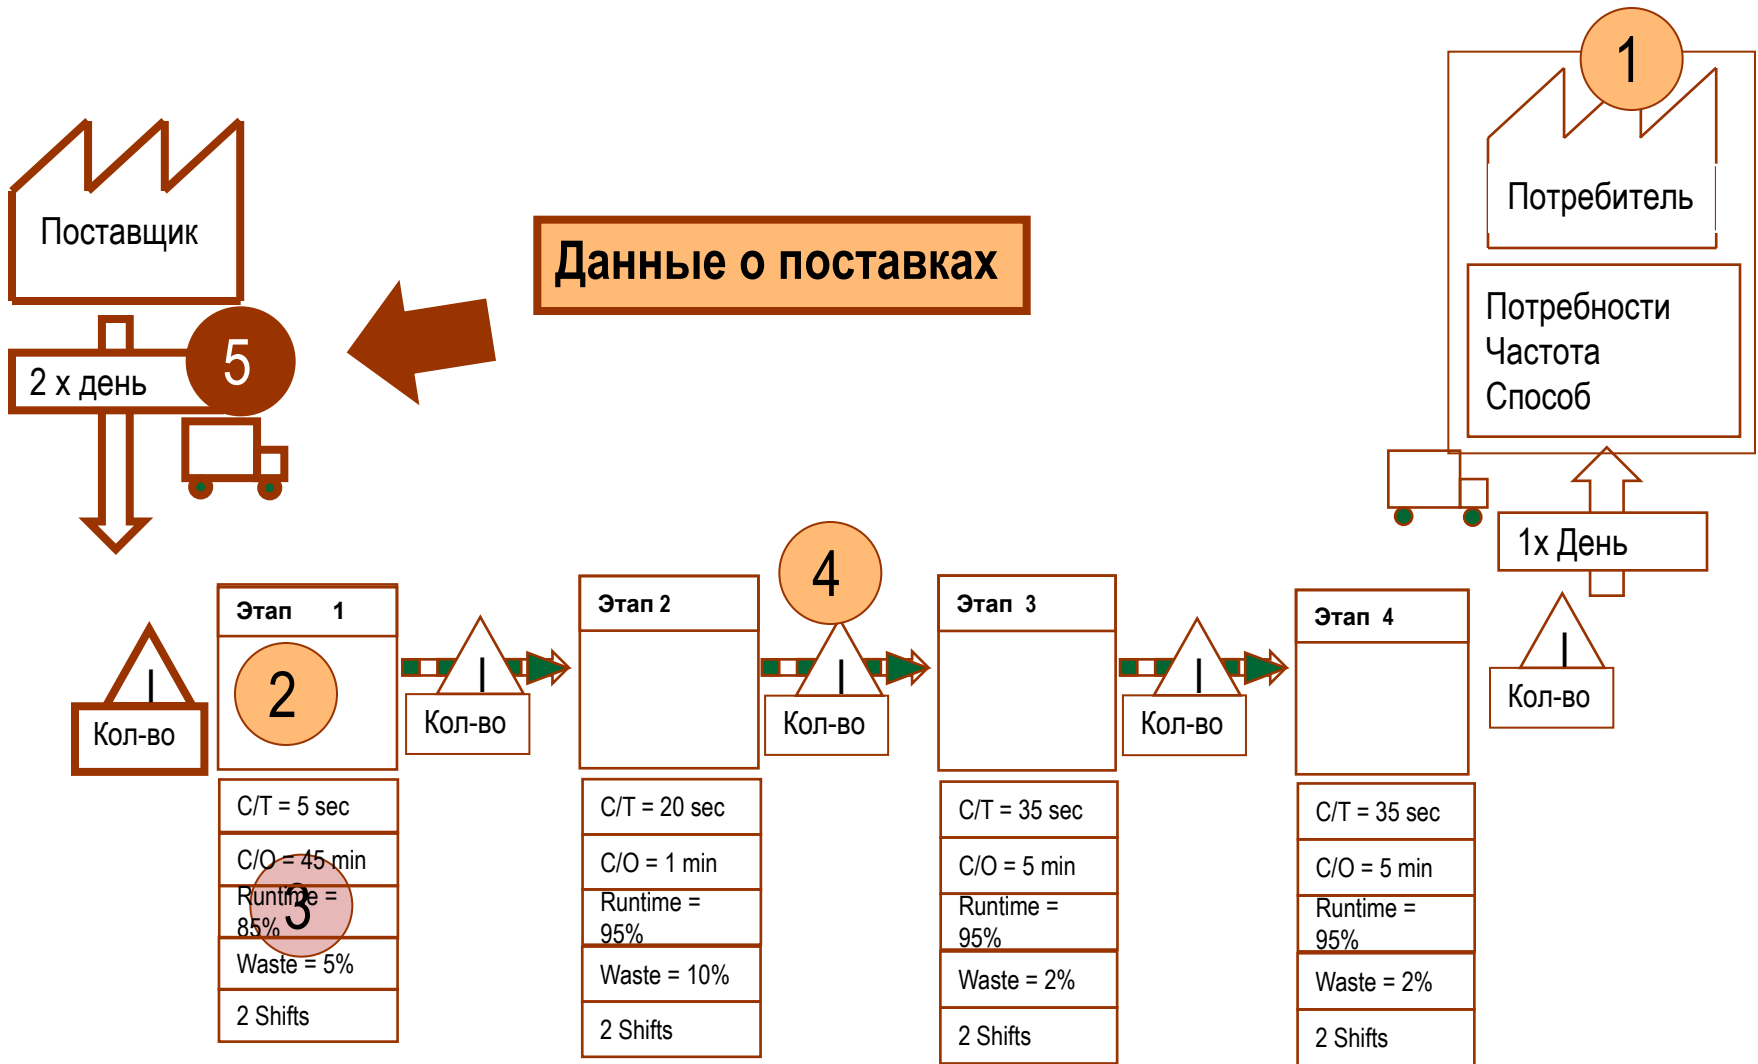 1
Потребитель
Поставщик
Данные о поставках
Потребности
Частота
Способ
5
2 x день
1x День
4
Этап 1
Этап 2
Этап 3
Этап 4
2
I
Кол-во
I
Кол-во
I
Кол-во
I
Кол-во
I
Кол-во
C/T = 5 sec
C/O = 45 min
Runtime =
85%
Waste = 5%
2 Shifts
3
C/T = 20 sec
C/O = 1 min
Runtime =
95%
Waste = 10%
2 Shifts
C/T = 35 sec
C/O = 5 min
Runtime =
95%
Waste = 2%
2 Shifts
C/T = 35 sec
C/O = 5 min
Runtime =
95%
Waste = 2%
2 Shifts